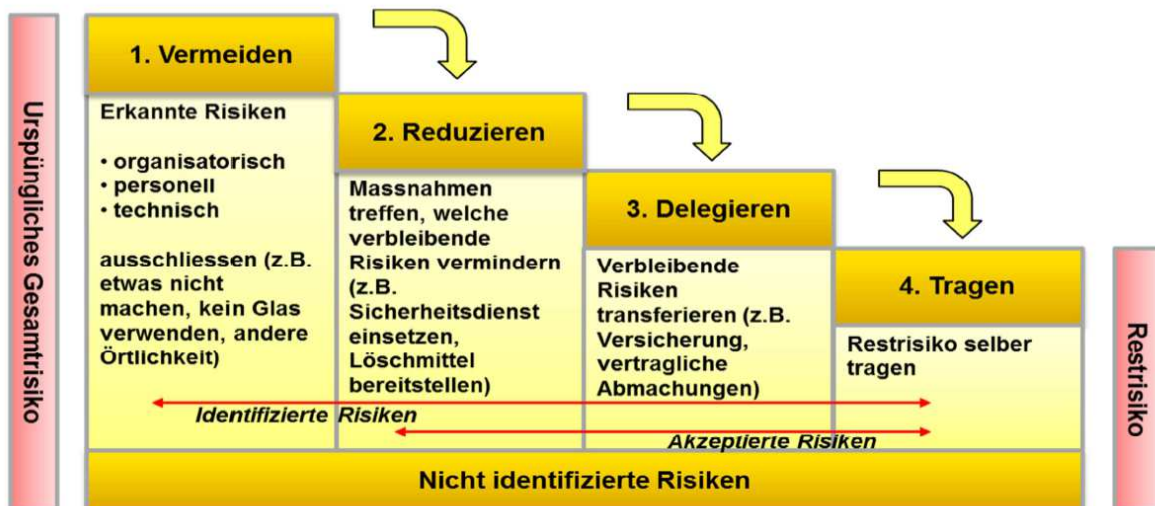 Urspüngliches Gesamtrisiko
1. Vermeiden
Erkannte Risiken
• organisatorisch
• personell
• technisch
ausschliessen (z.B.
etwas nicht
machen, kein Glas
verwenden, andere
Örtlichkeit)
2. Reduzieren
Massnahmen
treffen, welche
verbleibende
Risiken vermindern
(z.B.
Sicherheitsdienst
einsetzen,
Löschmittel
bereitstellen)
3. Delegieren
Verbleibende
Risiken
transferieren (z.B.
Versicherung,
vertragliche
Abmachungen)
4. Tragen
Restrisiko selber
tragen
Identifizierte Risiken
Akzeptierte Risiken
Nicht identifizierte Risiken
Restrisiko